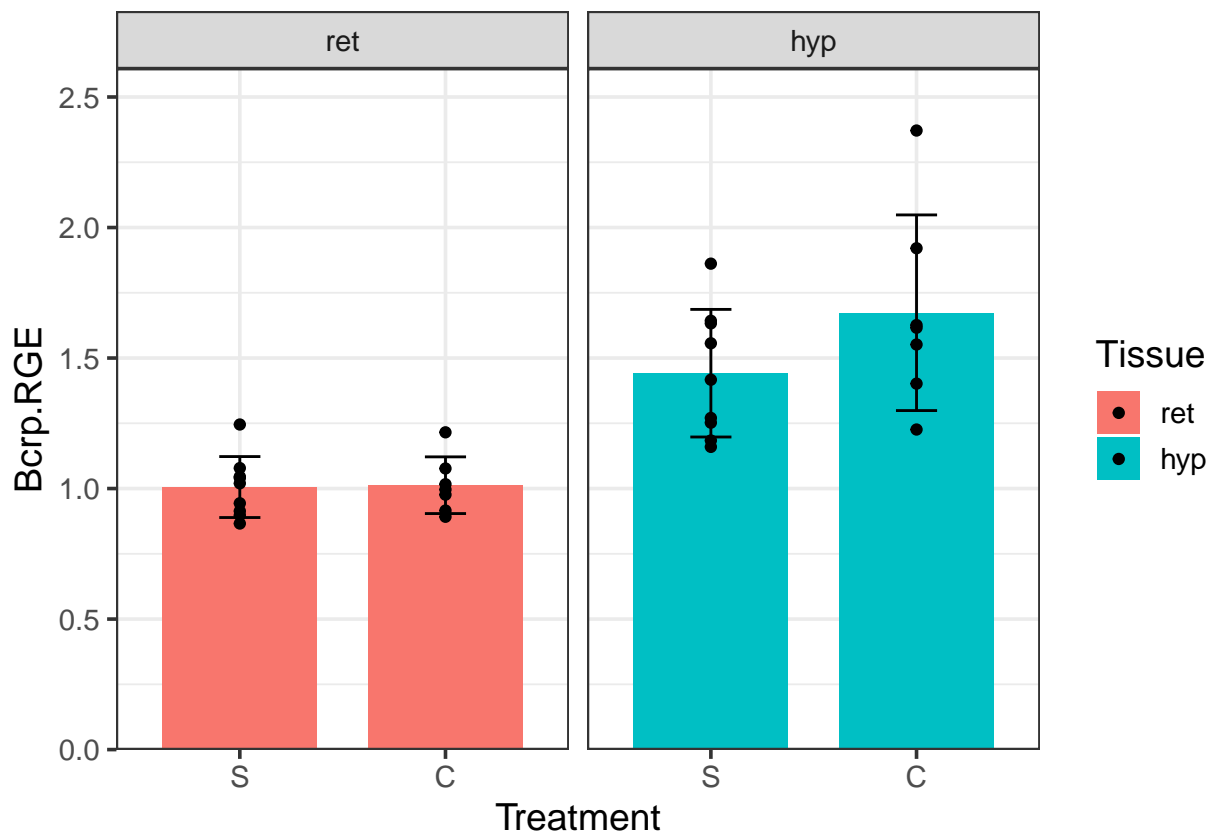 ret hyp
2.5
2.0
1.5
1.0
0.5
0.0
Bcrp.RGE
S C S C
Treatment
Tissue
ret
hyp